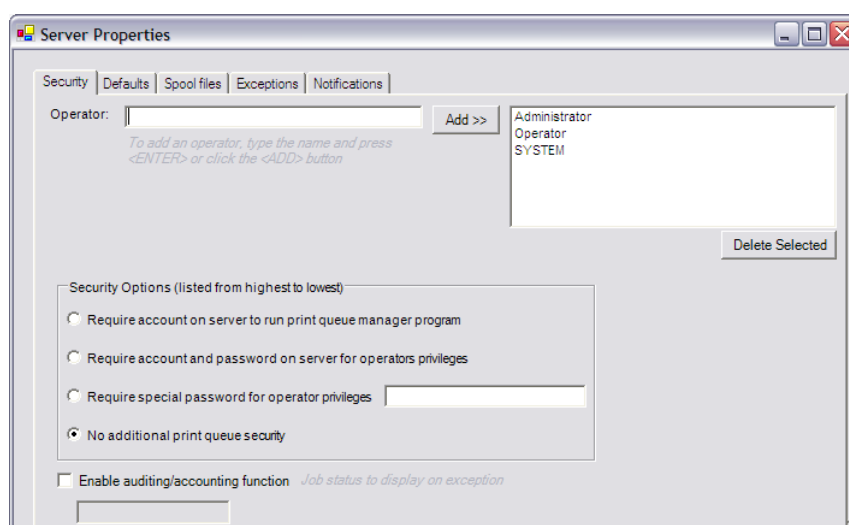 Server Properties
Security Defaults Spool files Exceptions Notifications
Operator:
Add >>
To add an operator, type the name and press
<ENTER> or click the <ADD> button
Administrator
Operator
SYSTEM
Delete Selected
Security Options (listed from highest to lowest)
Require account on server to run print queue manager program
Require account and password on server for operators privileges
Require special password for operator privileges
No additional print queue security
Enable auditing/accounting function Job status to display on exception